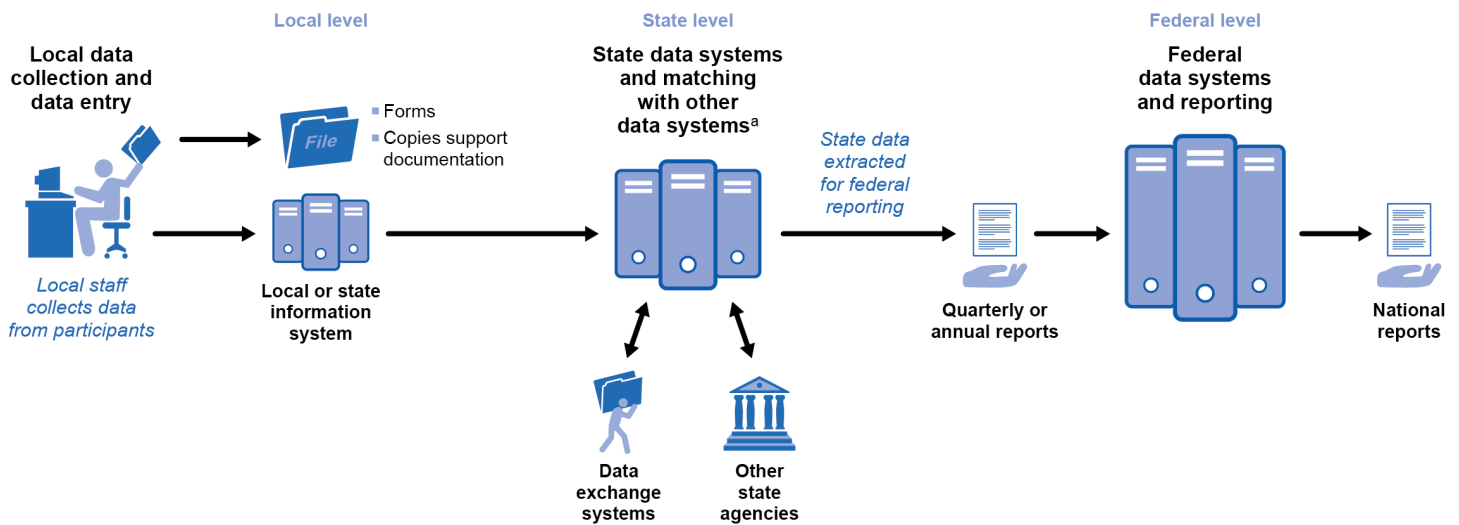 Local level
State level
Federal level
Local data
collection and
data entry
File
Forms
Copies support
documentation
Local staff
collects data
from participants
Local or state
information
system
State data systems
and matching
with other
data systemsᵃ
Data
exchange
systems
Other
state
agencies
State data
extracted
for federal
reporting
Quarterly or
annual reports
Federal
data systems
and reporting
National
reports